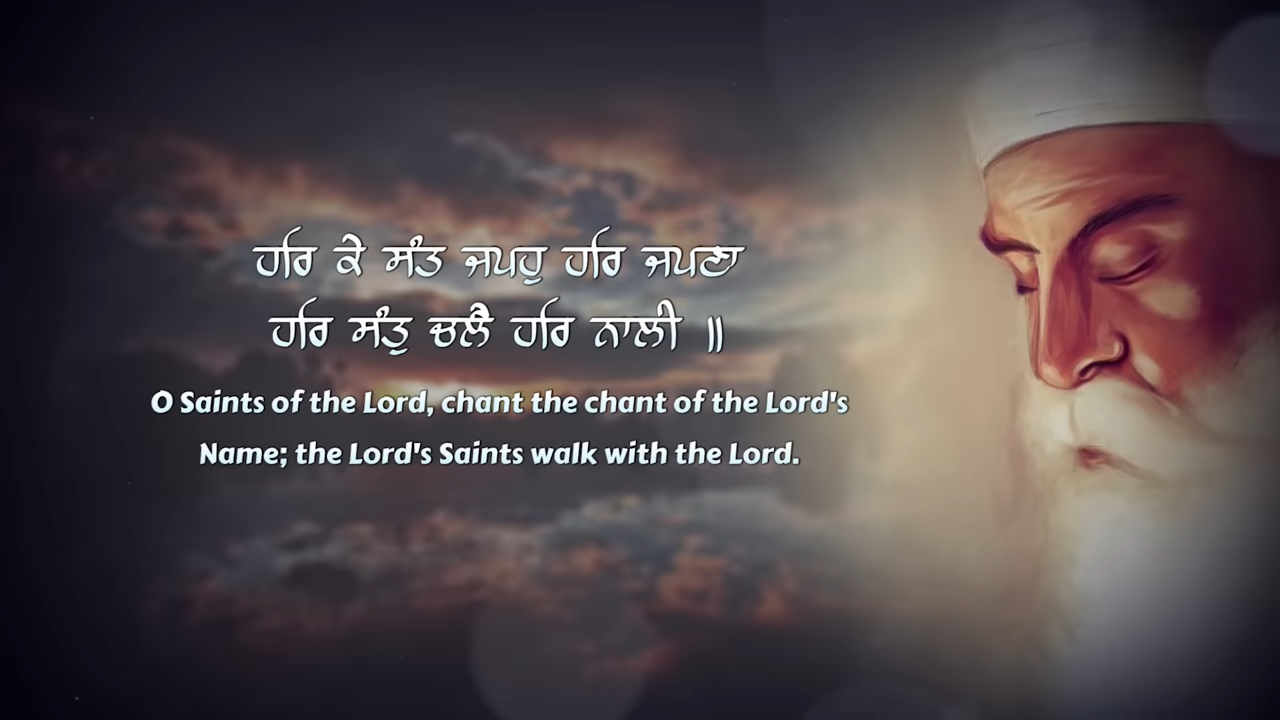 ਹਰਿ ਕੇ ਸੰਤ ਜਪਹੁ ਹਰਿ ਜਪਣਾ
ਹਰਿ ਸੰਤੁ ਚਲੈ ਹਰਿ ਨਾਲੀ ॥
O Saints of the Lord, chant the chant of the Lord's
Name; the Lord's Saints walk with the Lord.